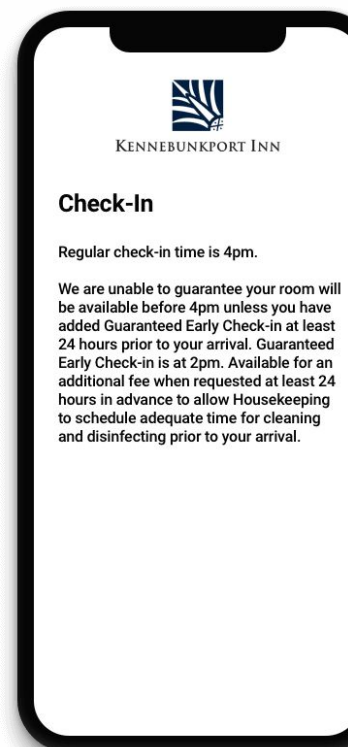 KENNEBUNKPORT INN
Check-In
Regular check-in time is 4pm.
We are unable to guarantee your room will
be available before 4pm unless you have
added Guaranteed Early Check-in at least
24 hours prior to your arrival. Guaranteed
Early Check-in is at 2pm. Available for an
additional fee when requested at least 24
hours in advance to allow Housekeeping
to schedule adequate time for cleaning
and disinfecting prior to your arrival.